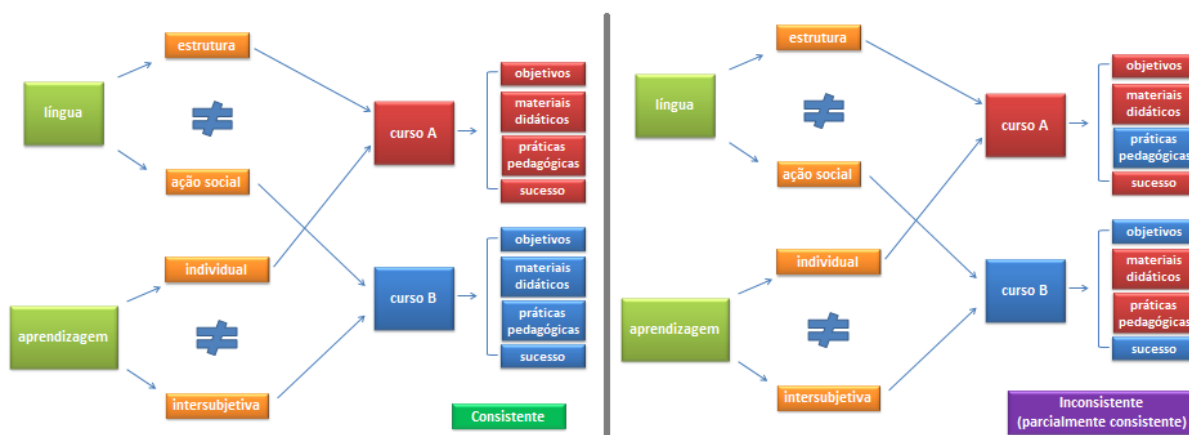 língua
estrutura
≠
ação social
aprendizagem
individual
≠
intersubjetiva
curso A
objetivos
materiais
didáticos
práticas
pedagógicas
sucesso
curso B
objetivos
materiais
didáticos
práticas
pedagógicas
sucesso
Consistente
língua
estrutura
≠
ação social
aprendizagem
individual
≠
intersubjetiva
curso A
objetivos
materiais
didáticos
práticas
pedagógicas
sucesso
curso B
objetivos
materiais
didáticos
práticas
pedagógicas
sucesso
Inconsistente
(parcialmente consistente)